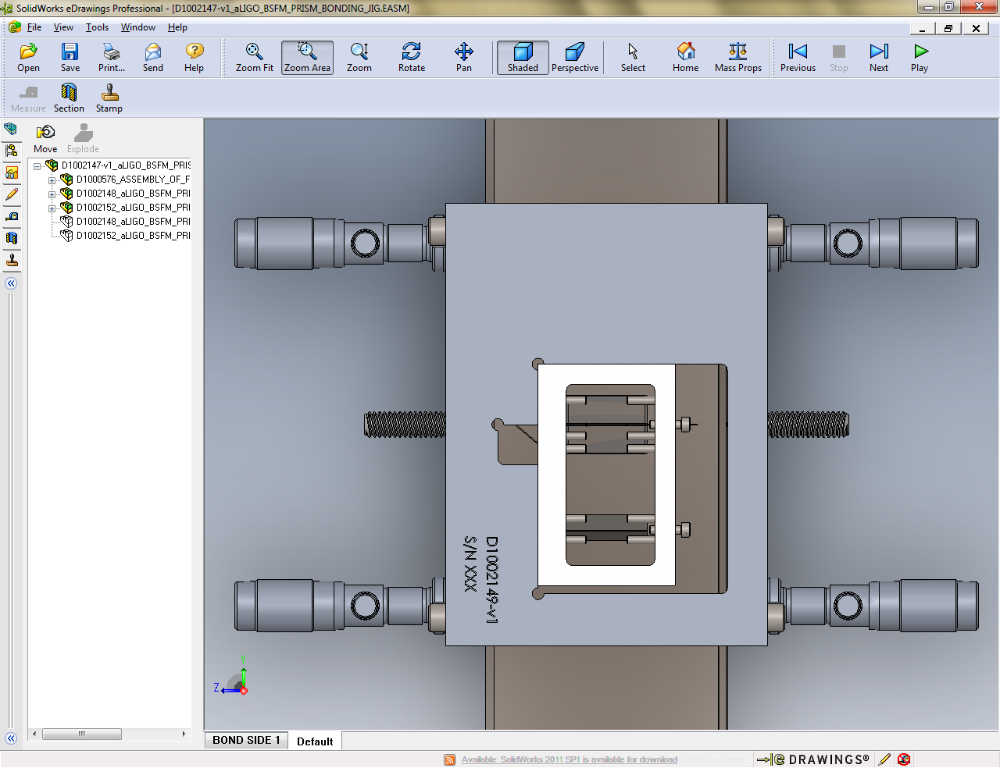 SolidWorks eDrawings Professional - [D1002147-v1_aLIGO_BSFM_PRISM_BONDING_JIG.EASM]
File View Tools Window Help
Open Save Print... Send Help Zoom Fit Zoom Area Zoom Rotate Pan Shaded Perspective Select Home Mass Props Previous Stop Next Play
Measure Section Stamp
Move Explode
D1002147-v1_aLIGO_BSFM_PRIS
D1000576_ASSEMBLY_OF_F
D1002148_aLIGO_BSFM_PRI
D1002152_aLIGO_BSFM_PRI
D1002148_aLIGO_BSFM_PRI
D1002152_aLIGO_BSFM_PRI
D1002149-v1
S/N XXX
Y
Z
BOND SIDE 1 Default
Available: SolidWorks 2011 SP1 is available for download
e DRAWINGS®